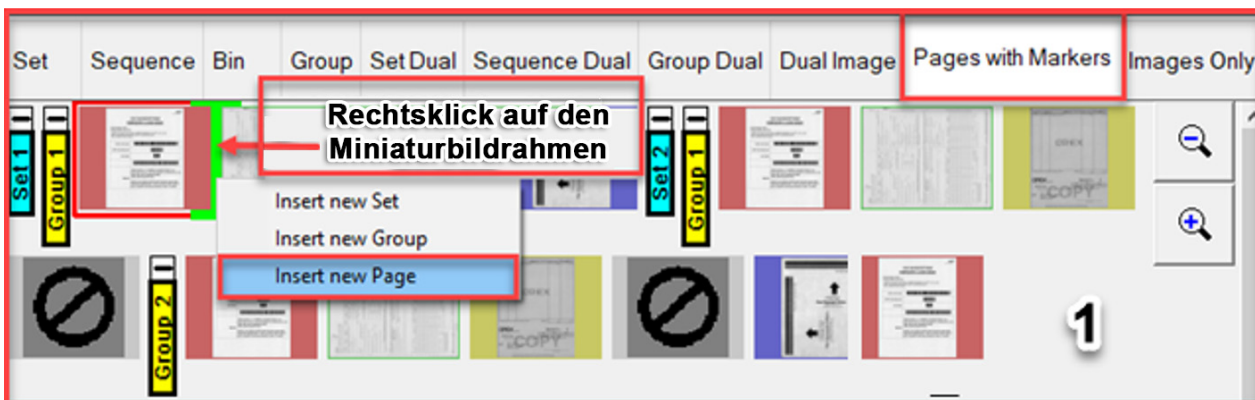 Set Sequence Bin Group Set Dual Sequence Dual Group Dual Dual Image Pages with Markers Images Only
Rechtsklick auf den
Miniaturbildrahmen
Set 1
Group 1
Set 2
Group 1
COPY
Insert new Set
Insert new Group
Insert new Page
Group 2
COPY
1